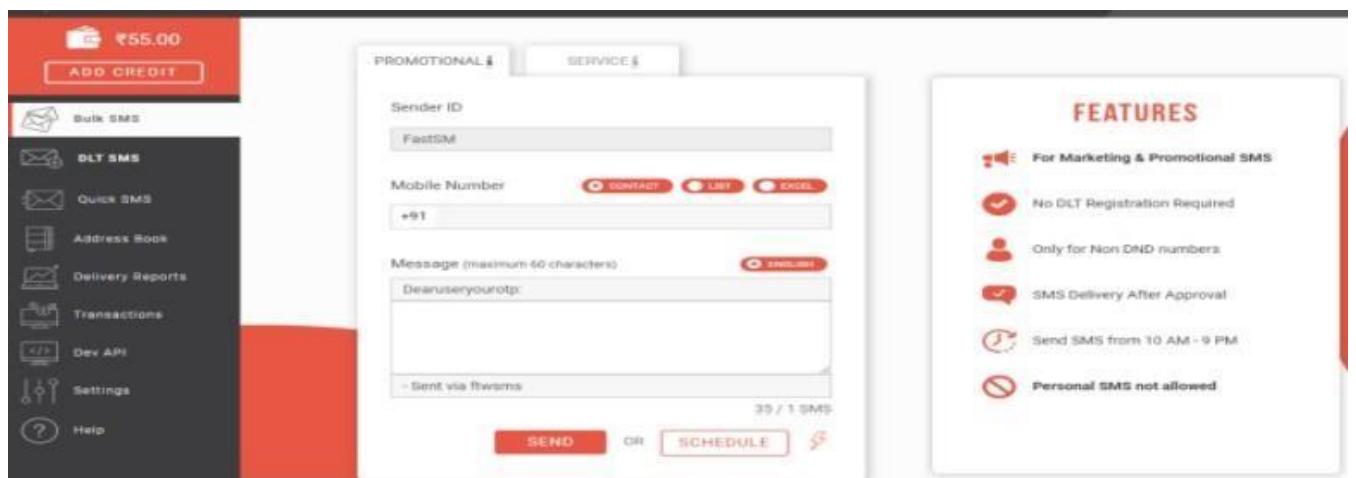 ₹55.00
ADD CREDIT
Bulk SMS
DLT SMS
Quick SMS
Address Book
Delivery Reports
Transactions
Dev API
Settings
Help
PROMOTIONAL
SERVICE
Sender ID
FastSM
Mobile Number
CONTACT
LIST
EXCEL
+91
Message (maximum 60 characters)
ENGLISH
Dearuseryourotp:
- Sent via ftwsms
35 / 1 SMS
SEND OR SCHEDULE
FEATURES
For Marketing & Promotional SMS
No DLT Registration Required
Only for Non DND numbers
SMS Delivery After Approval
Send SMS from 10 AM - 9 PM
Personal SMS not allowed